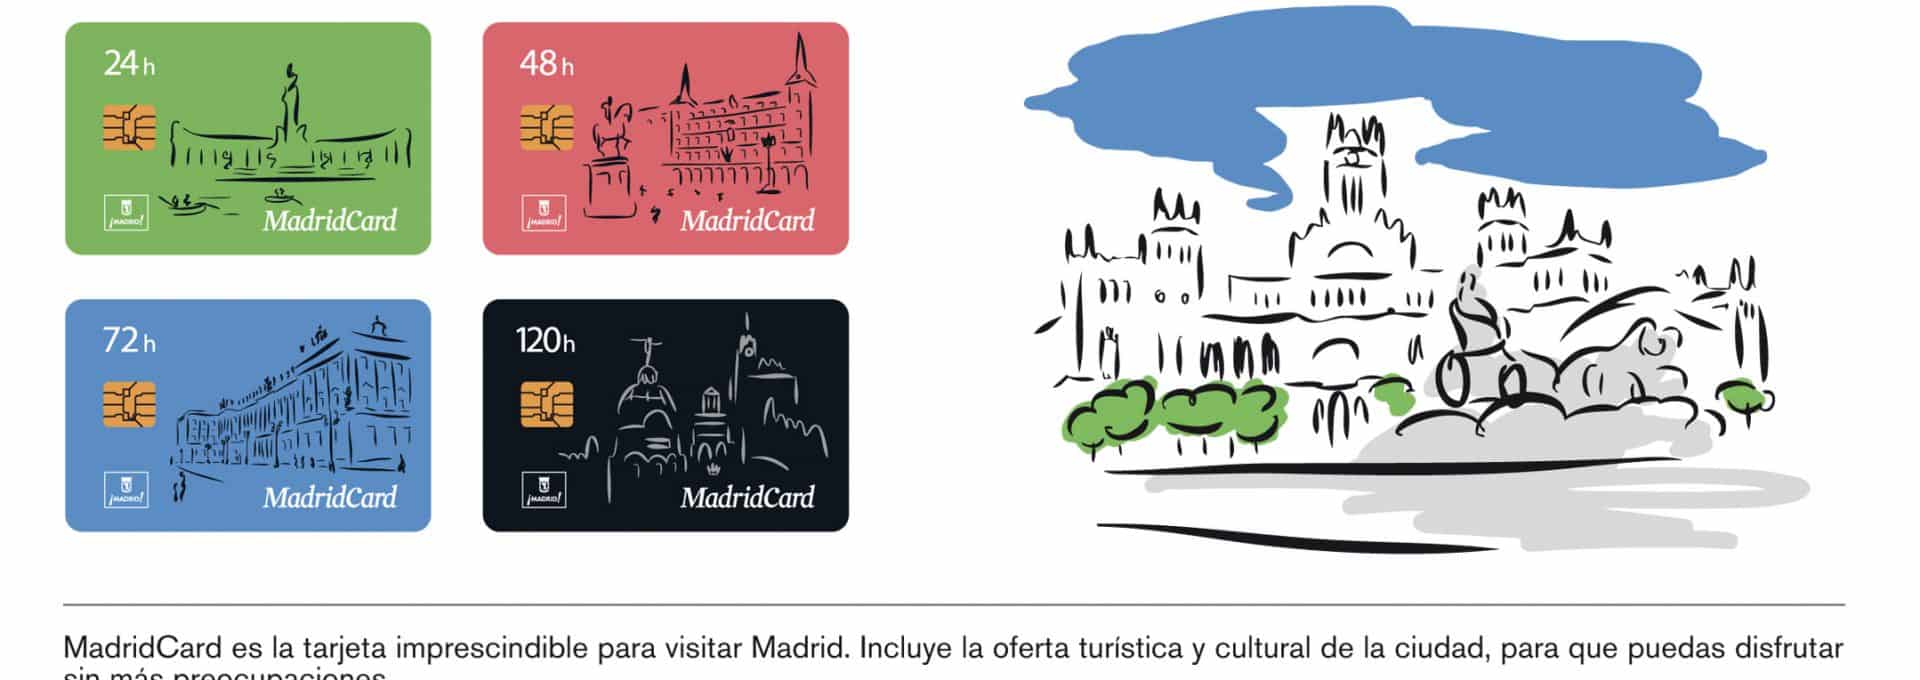 24h
¡MADRID!
MadridCard
48h
¡MADRID!
MadridCard
72h
¡MADRID!
MadridCard
120h
¡MADRID!
MadridCard
MadridCard es la tarjeta imprescindible para visitar Madrid. Incluye la oferta turística y cultural de la ciudad, para que puedas disfrutar
sin más preocupaciones.